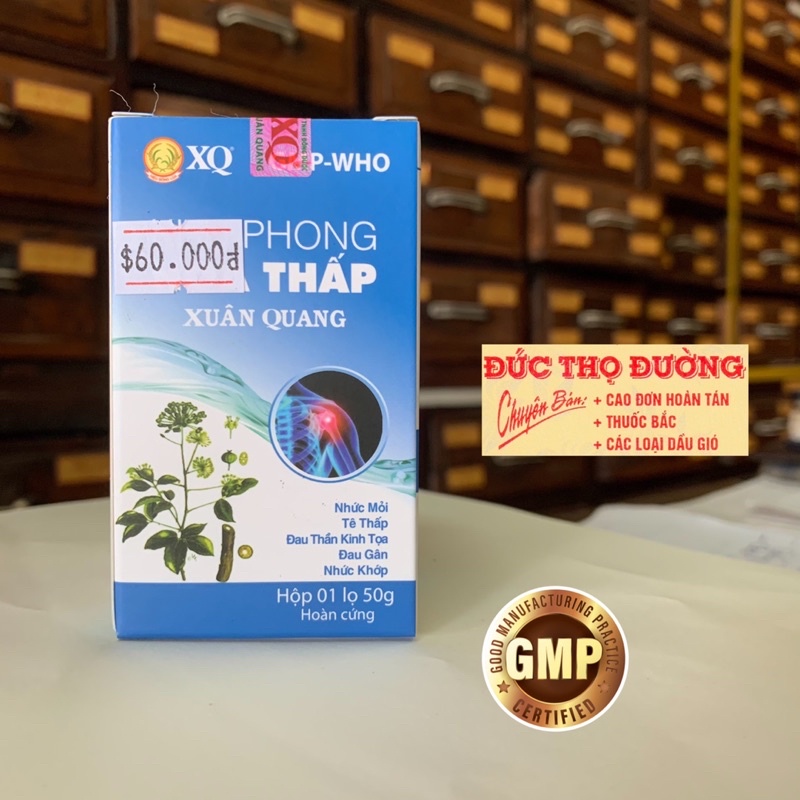 XQ
XQ
UÂN QUANG
P-WHO
PHONG
$60.000đ
THẤP
XUÂN QUANG
Nhức Mỏi
Tê Thấp
Đau Thần Kinh Tọa
Đau Gân
Nhức Khớp
Hộp 01 lọ 50g
Hoàn cứng
ĐỨC THỌ ĐƯỜNG
Chuyên Bán:
+ CAO ĐƠN HOÀN TÁN
+ THUỐC BẮC
+ CÁC LOẠI DẦU GIÓ
GOOD MANUFACTURING PRACTICE
GMP
CERTIFIED